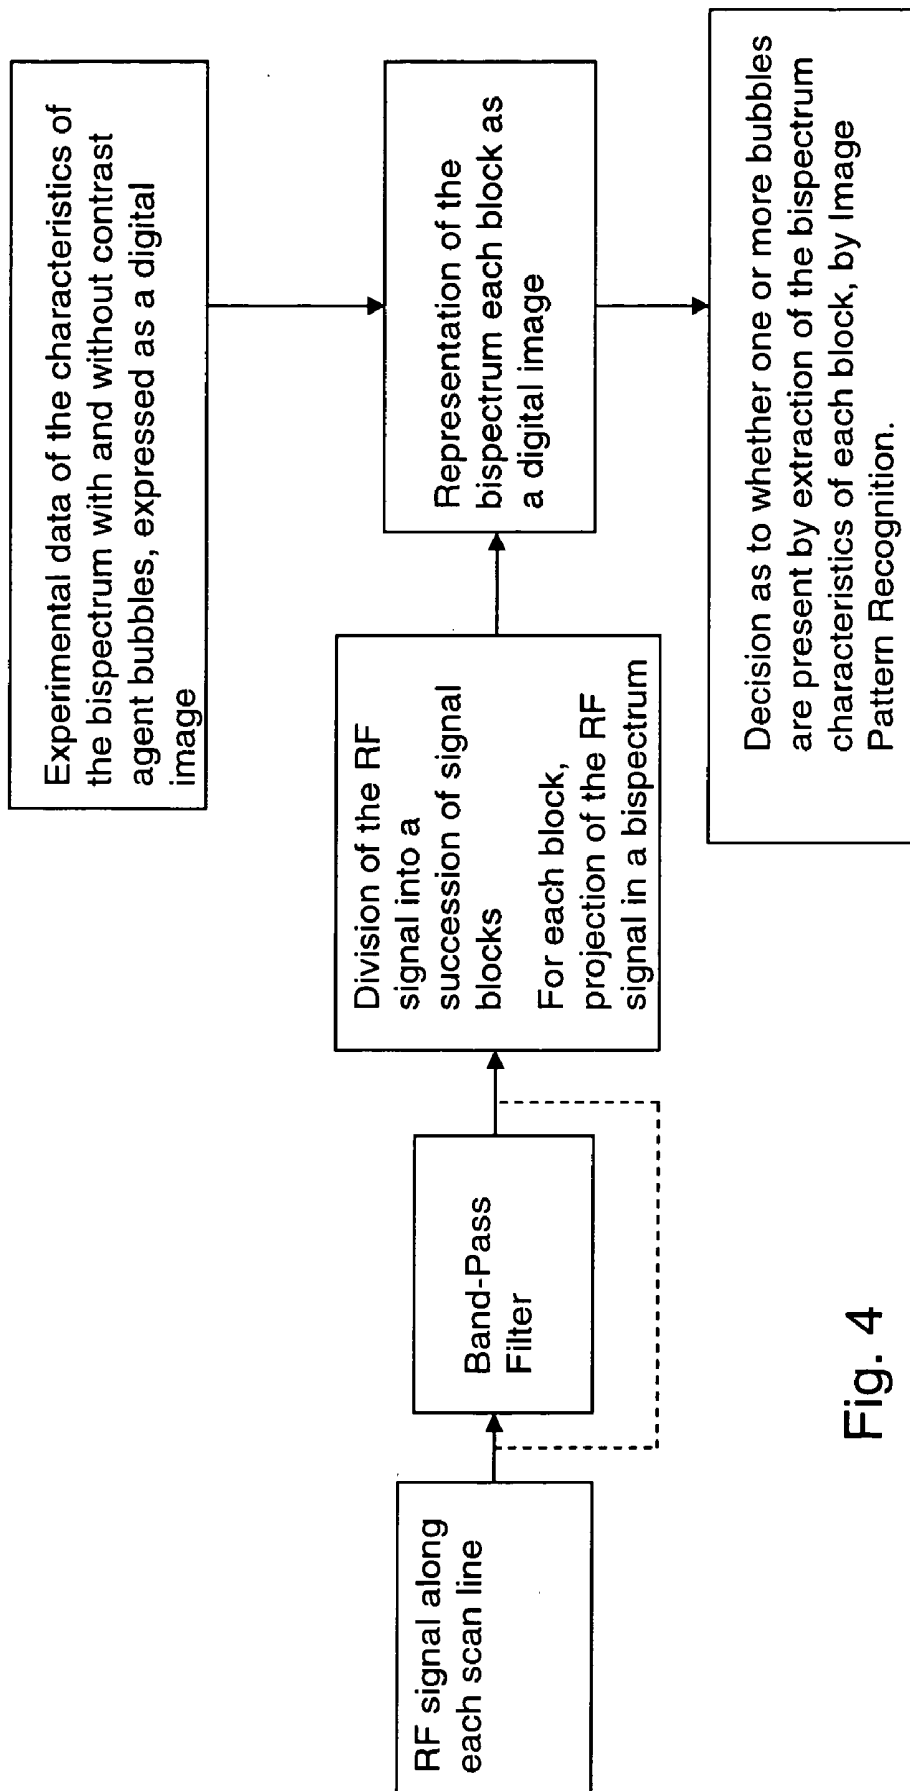 Experimental data of the characteristics of
the bispectrum with and without contrast
agent bubbles, expressed as a digital
image
RF signal along
each scan line
Band-Pass
Filter
Division of the RF
signal into a
succession of signal
blocks
For each block,
projection of the RF
signal in a bispectrum
Representation of the
bispectrum each block as
a digital image
Decision as to whether one or more bubbles
are present by extraction of the bispectrum
characteristics of each block, by Image
Pattern Recognition.
Fig. 4